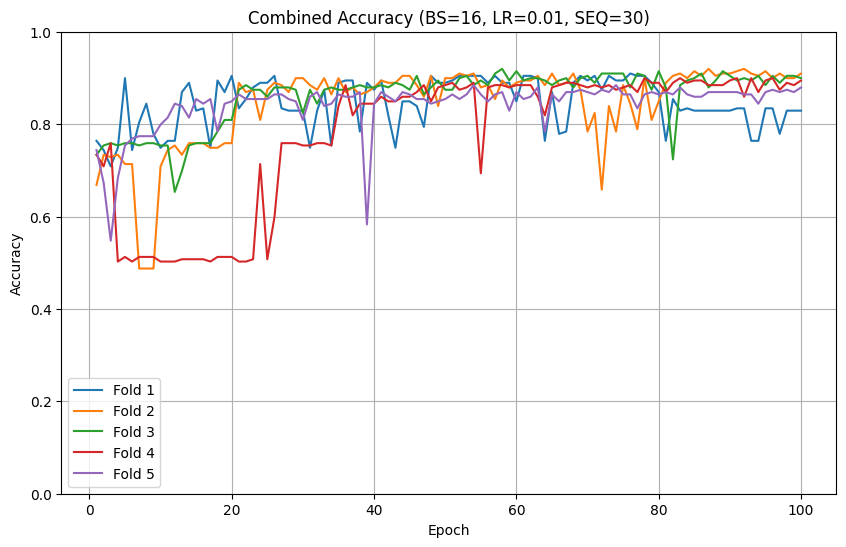 Combined Accuracy (BS=16, LR=0.01, SEQ=30)
1.0
0.8
0.6
0.4
0.2
0.0
Accuracy
Fold 1
Fold 2
Fold 3
Fold 4
Fold 5
0 20 40 60 80 100
Epoch